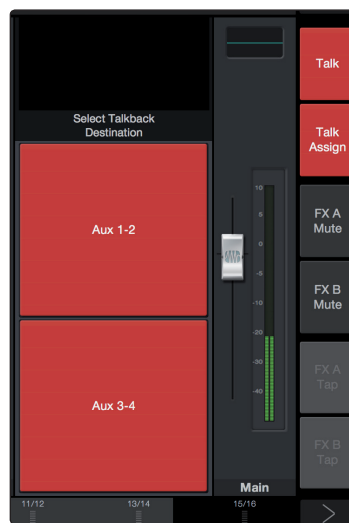 Select Talkback
Destination
Aux 1-2
Aux 3-4
10
5
0
-5
-10
-20
-30
-40
Main
Talk
Talk
Assign
FX A
Mute
FX B
Mute
FX A
Tap
FX B
Tap
11/12
13/14
15/16